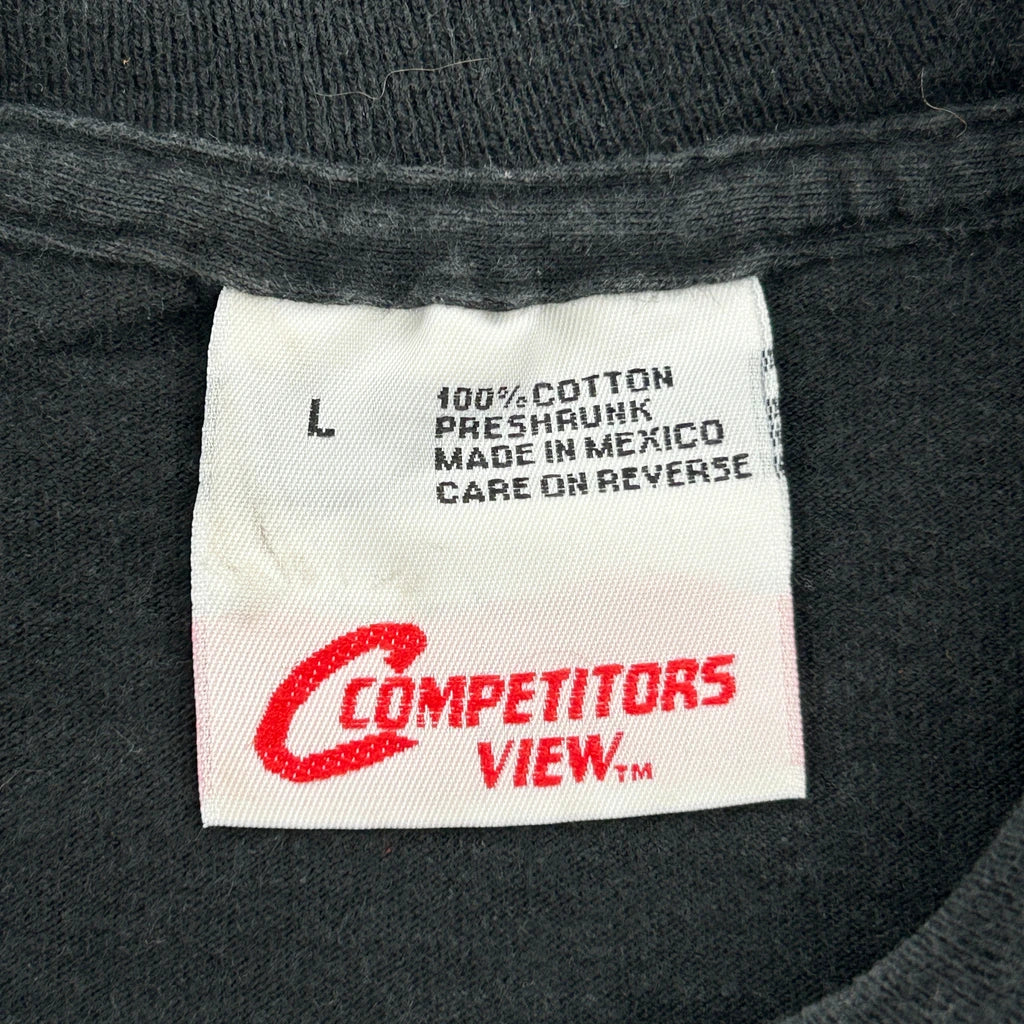 L
100% COTTON
PRESHRUNK
MADE IN MEXICO
CARE ON REVERSE
C COMPETITORS
VIEW™